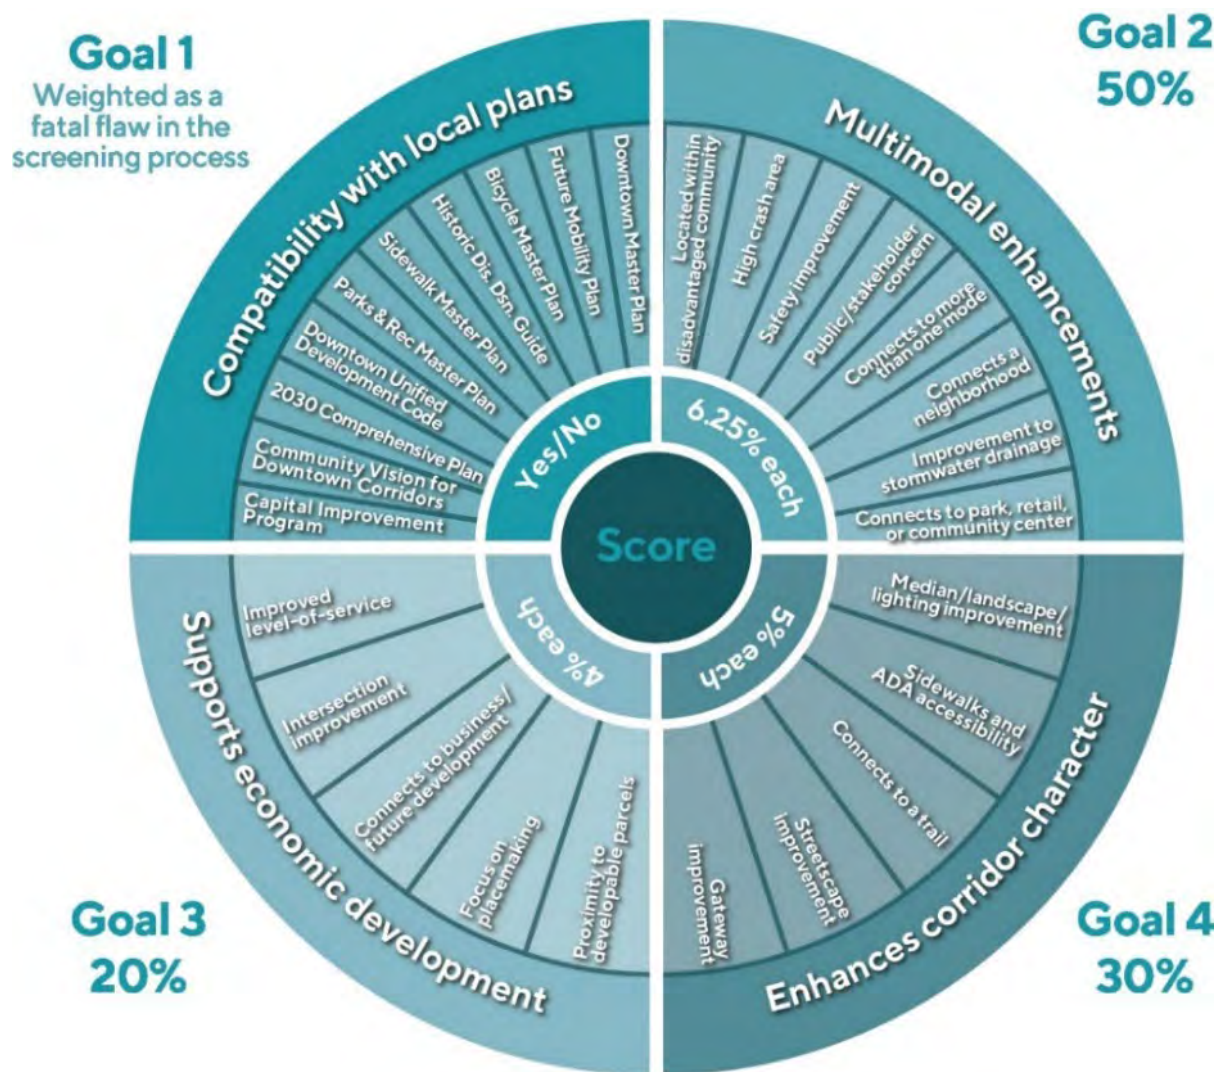 Goal 1
Weighted as a
fatal flaw in the
screening process
Compatibility with local plans
Capital Improvement
Program
Community Vision for
Downtown Corridors
2030 Comprehensive Plan
Downtown Unified
Development Code
Parks & Rec Master Plan
Sidewalk Master Plan
Historic Dis. Dsn. Guide
Bicycle Master Plan
Future Mobility Plan
Downtown Master Plan
Yes/No
Goal 2
50%
Multimodal enhancements
Located within
disadvantaged community
High crash area
Safety improvement
Public/stakeholder
concern
Connects to more
than one mode
Connects a
neighborhood
Improvement to
stormwater drainage
Connects to park, retail,
or community center
6.25% each
Score
Goal 3
20%
Supports economic development
Improved
level-of-service
Intersection
improvement
Connects to business/
future development
Focus on
placemaking
Proximity to
developable parcels
4% each
Goal 4
30%
Enhances corridor character
Median/landscape/
lighting improvement
Sidewalks and
ADA accessibility
Connects to a trail
Streetscape
Improvement
Gateway
improvement
5% each